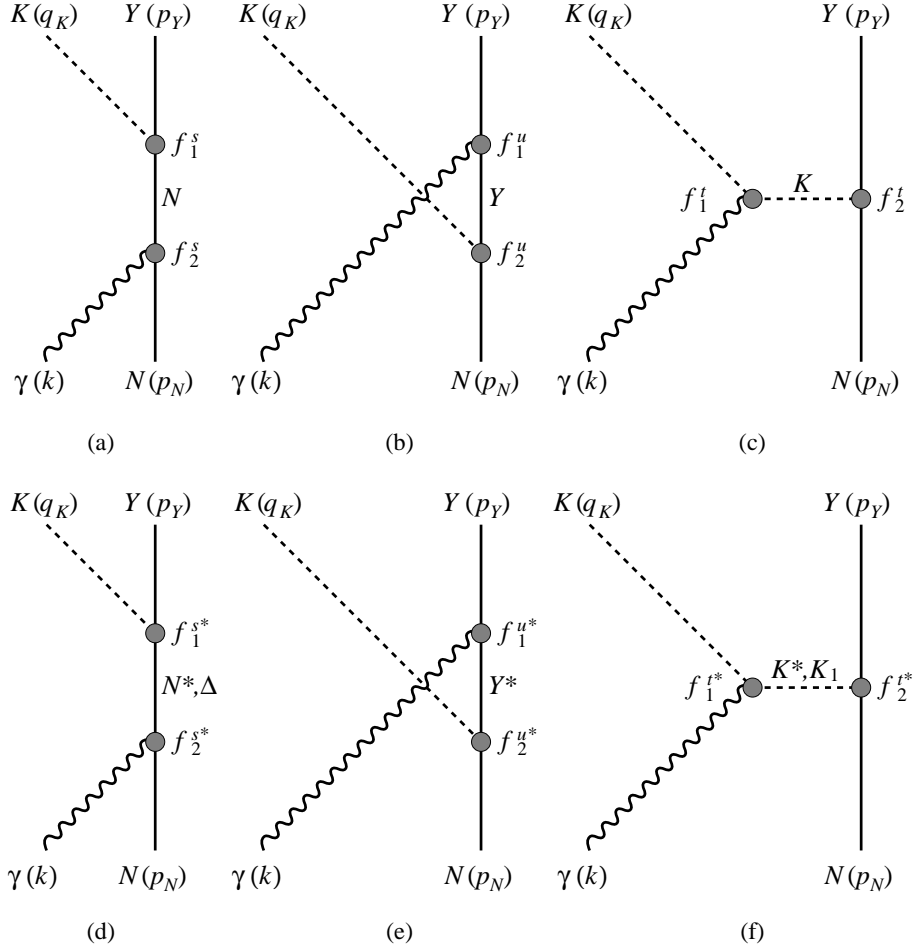 K(q_K) Y(p_Y) K(q_K) Y(p_Y) K(q_K) Y(p_Y)
f_1^s f_1^u
N Y f_1^t K f_2^t
f_2^s f_2^u
γ(k) N(p_N) γ(k) N(p_N) γ(k) N(p_N)
(a) (b) (c)
K(q_K) Y(p_Y) K(q_K) Y(p_Y) K(q_K) Y(p_Y)
f_1^{s*} f_1^{u*}
N*,Δ Y* f_1^{t*} K*,K_1 f_2^{t*}
f_2^{s*} f_2^{u*}
γ(k) N(p_N) γ(k) N(p_N) γ(k) N(p_N)
(d) (e) (f)